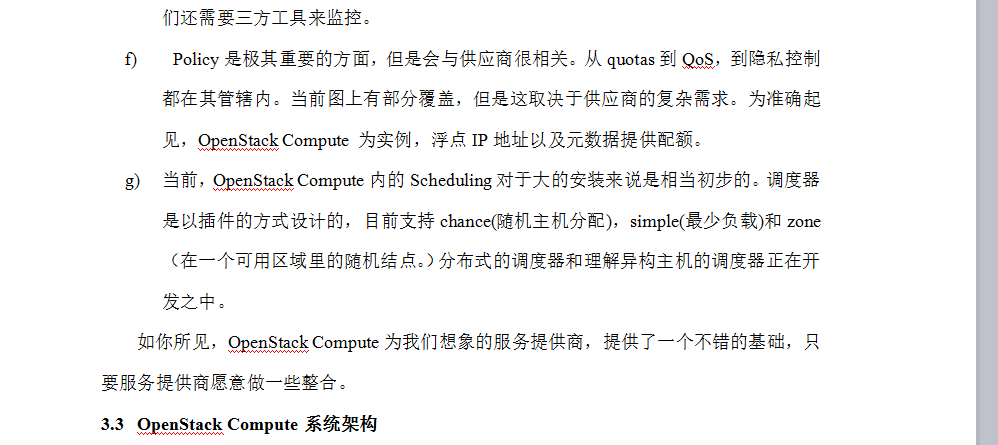 们还需要三方工具来监控。
f) Policy 是极其重要的方面，但是会与供应商很相关。从 quotas 到 QoS，到隐私控制
都在其管辖内。当前图上有部分覆盖，但是这取决于供应商的复杂需求。为准确起
见，OpenStack Compute 为实例，浮点 IP 地址以及元数据提供配额。
g) 当前，OpenStack Compute 内的 Scheduling 对于大的安装来说是相当初步的。调度器
是以插件的方式设计的，目前支持 chance(随机主机分配)，simple(最少负载)和 zone
（在一个可用区域里的随机结点。）分布式的调度器和理解异构主机的调度器正在开
发之中。
如你所见，OpenStack Compute 为我们想象的服务提供商，提供了一个不错的基础，只
要服务提供商愿意做一些整合。
3.3 OpenStack Compute 系统架构